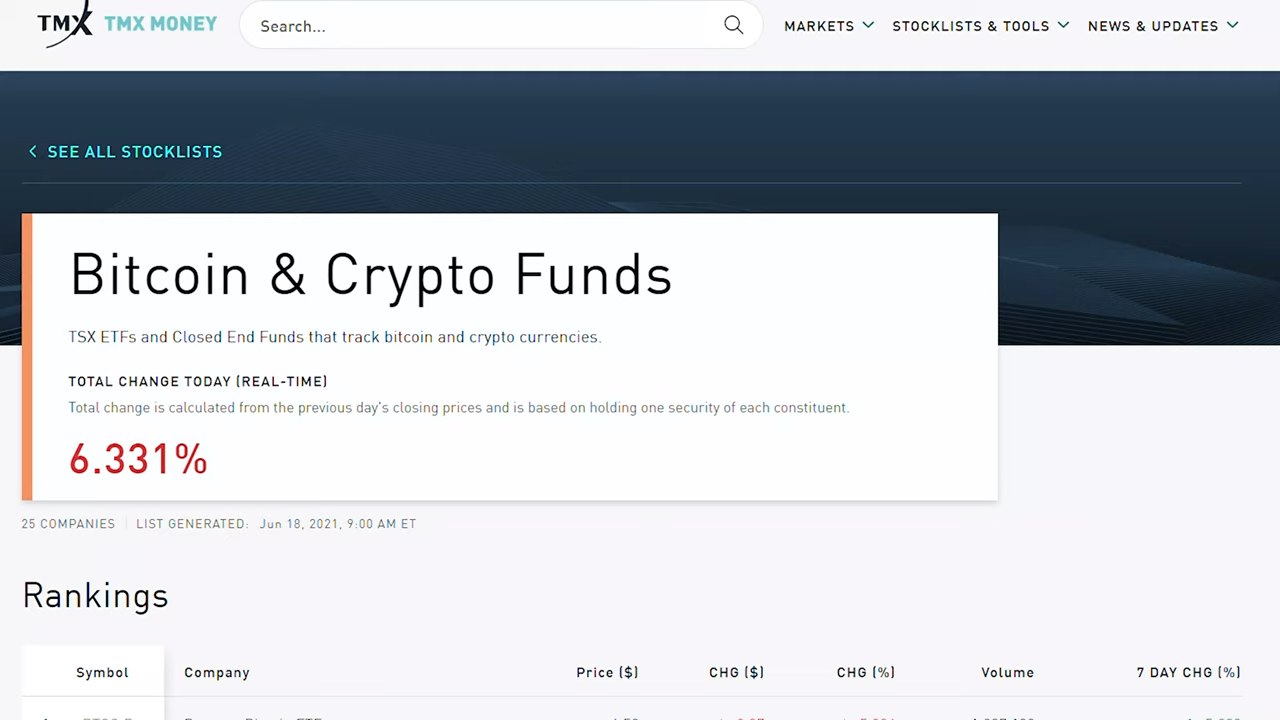 TMX TMX MONEY
Search...
MARKETS STOCKLISTS & TOOLS NEWS & UPDATES
SEE ALL STOCKLISTS
Bitcoin & Crypto Funds
TSX ETFs and Closed End Funds that track bitcoin and crypto currencies.
TOTAL CHANGE TODAY (REAL-TIME)
Total change is calculated from the previous day's closing prices and is based on holding one security of each constituent.
6.331%
25 COMPANIES LIST GENERATED: Jun 18, 2021, 9:00 AM ET
Rankings
Symbol Company Price ($) CHG ($) CHG (%) Volume 7 DAY CHG (%)